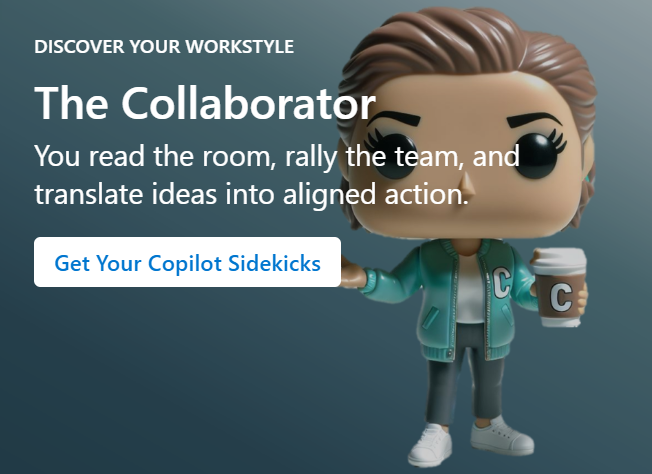 DISCOVER YOUR WORKSTYLE
The Collaborator
You read the room, rally the team, and
translate ideas into aligned action.
Get Your Copilot Sidekicks
C
C